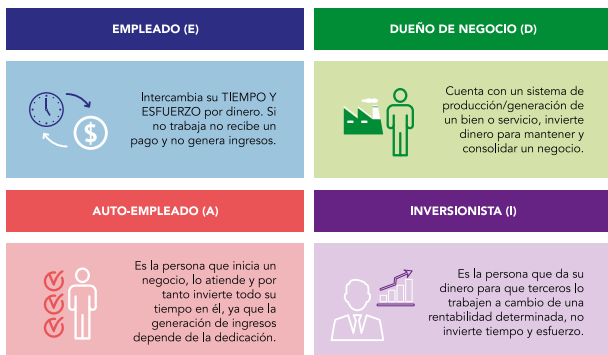 EMPLEADO (E)
Intercambia su TIEMPO Y
ESFUERZO por dinero. Si
no trabaja no recibe un
pago y no genera ingresos.
DUEÑO DE NEGOCIO (D)
Cuenta con un sistema de
producción/generación de
un bien o servicio, invierte
dinero para mantener y
consolidar un negocio.
AUTO-EMPLEADO (A)
Es la persona que inicia un
negocio, lo atiende y por
tanto invierte todo su
tiempo en él, ya que la
generación de ingresos
depende de la dedicación.
INVERSIONISTA (I)
Es la persona que da su
dinero para que terceros lo
trabajen a cambio de una
rentabilidad determinada, no
invierte tiempo y esfuerzo.
$